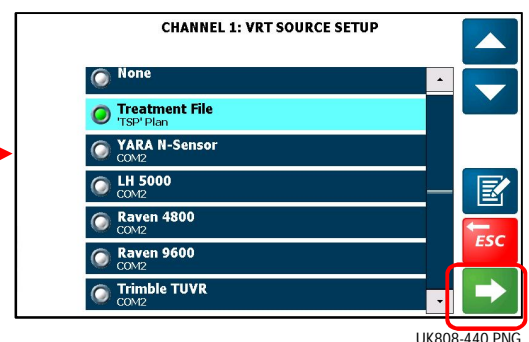 CHANNEL 1: VRT SOURCE SETUP
None
Treatment File
'TSP' Plan
YARA N-Sensor
COM2
LH 5000
COM2
Raven 4800
COM2
Raven 9600
COM2
Trimble TUVR
COM2
ESC
UK808-440.PNG